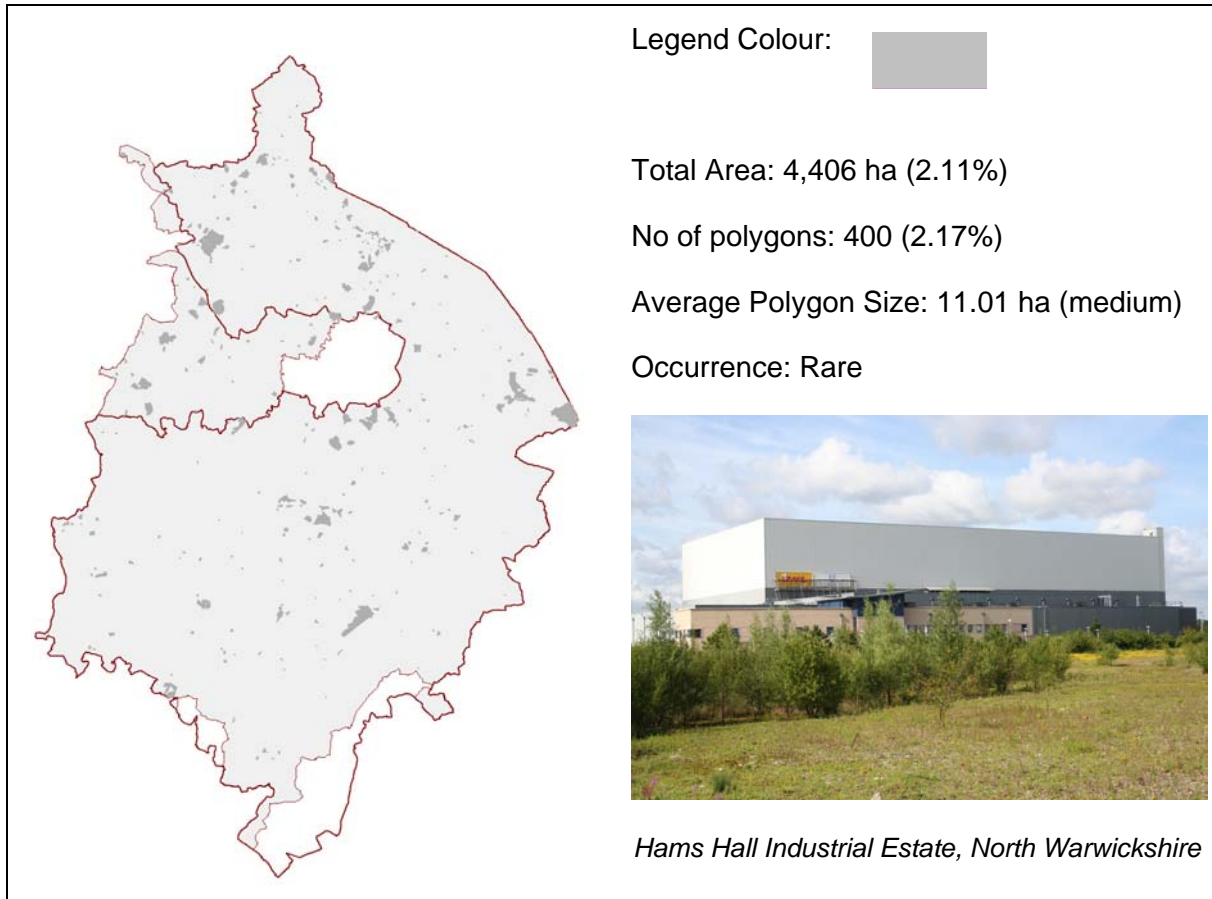 Legend Colour:
Total Area: 4,406 ha (2.11%)
No of polygons: 400 (2.17%)
Average Polygon Size: 11.01 ha (medium)
Occurrence: Rare
Hams Hall Industrial Estate, North Warwickshire